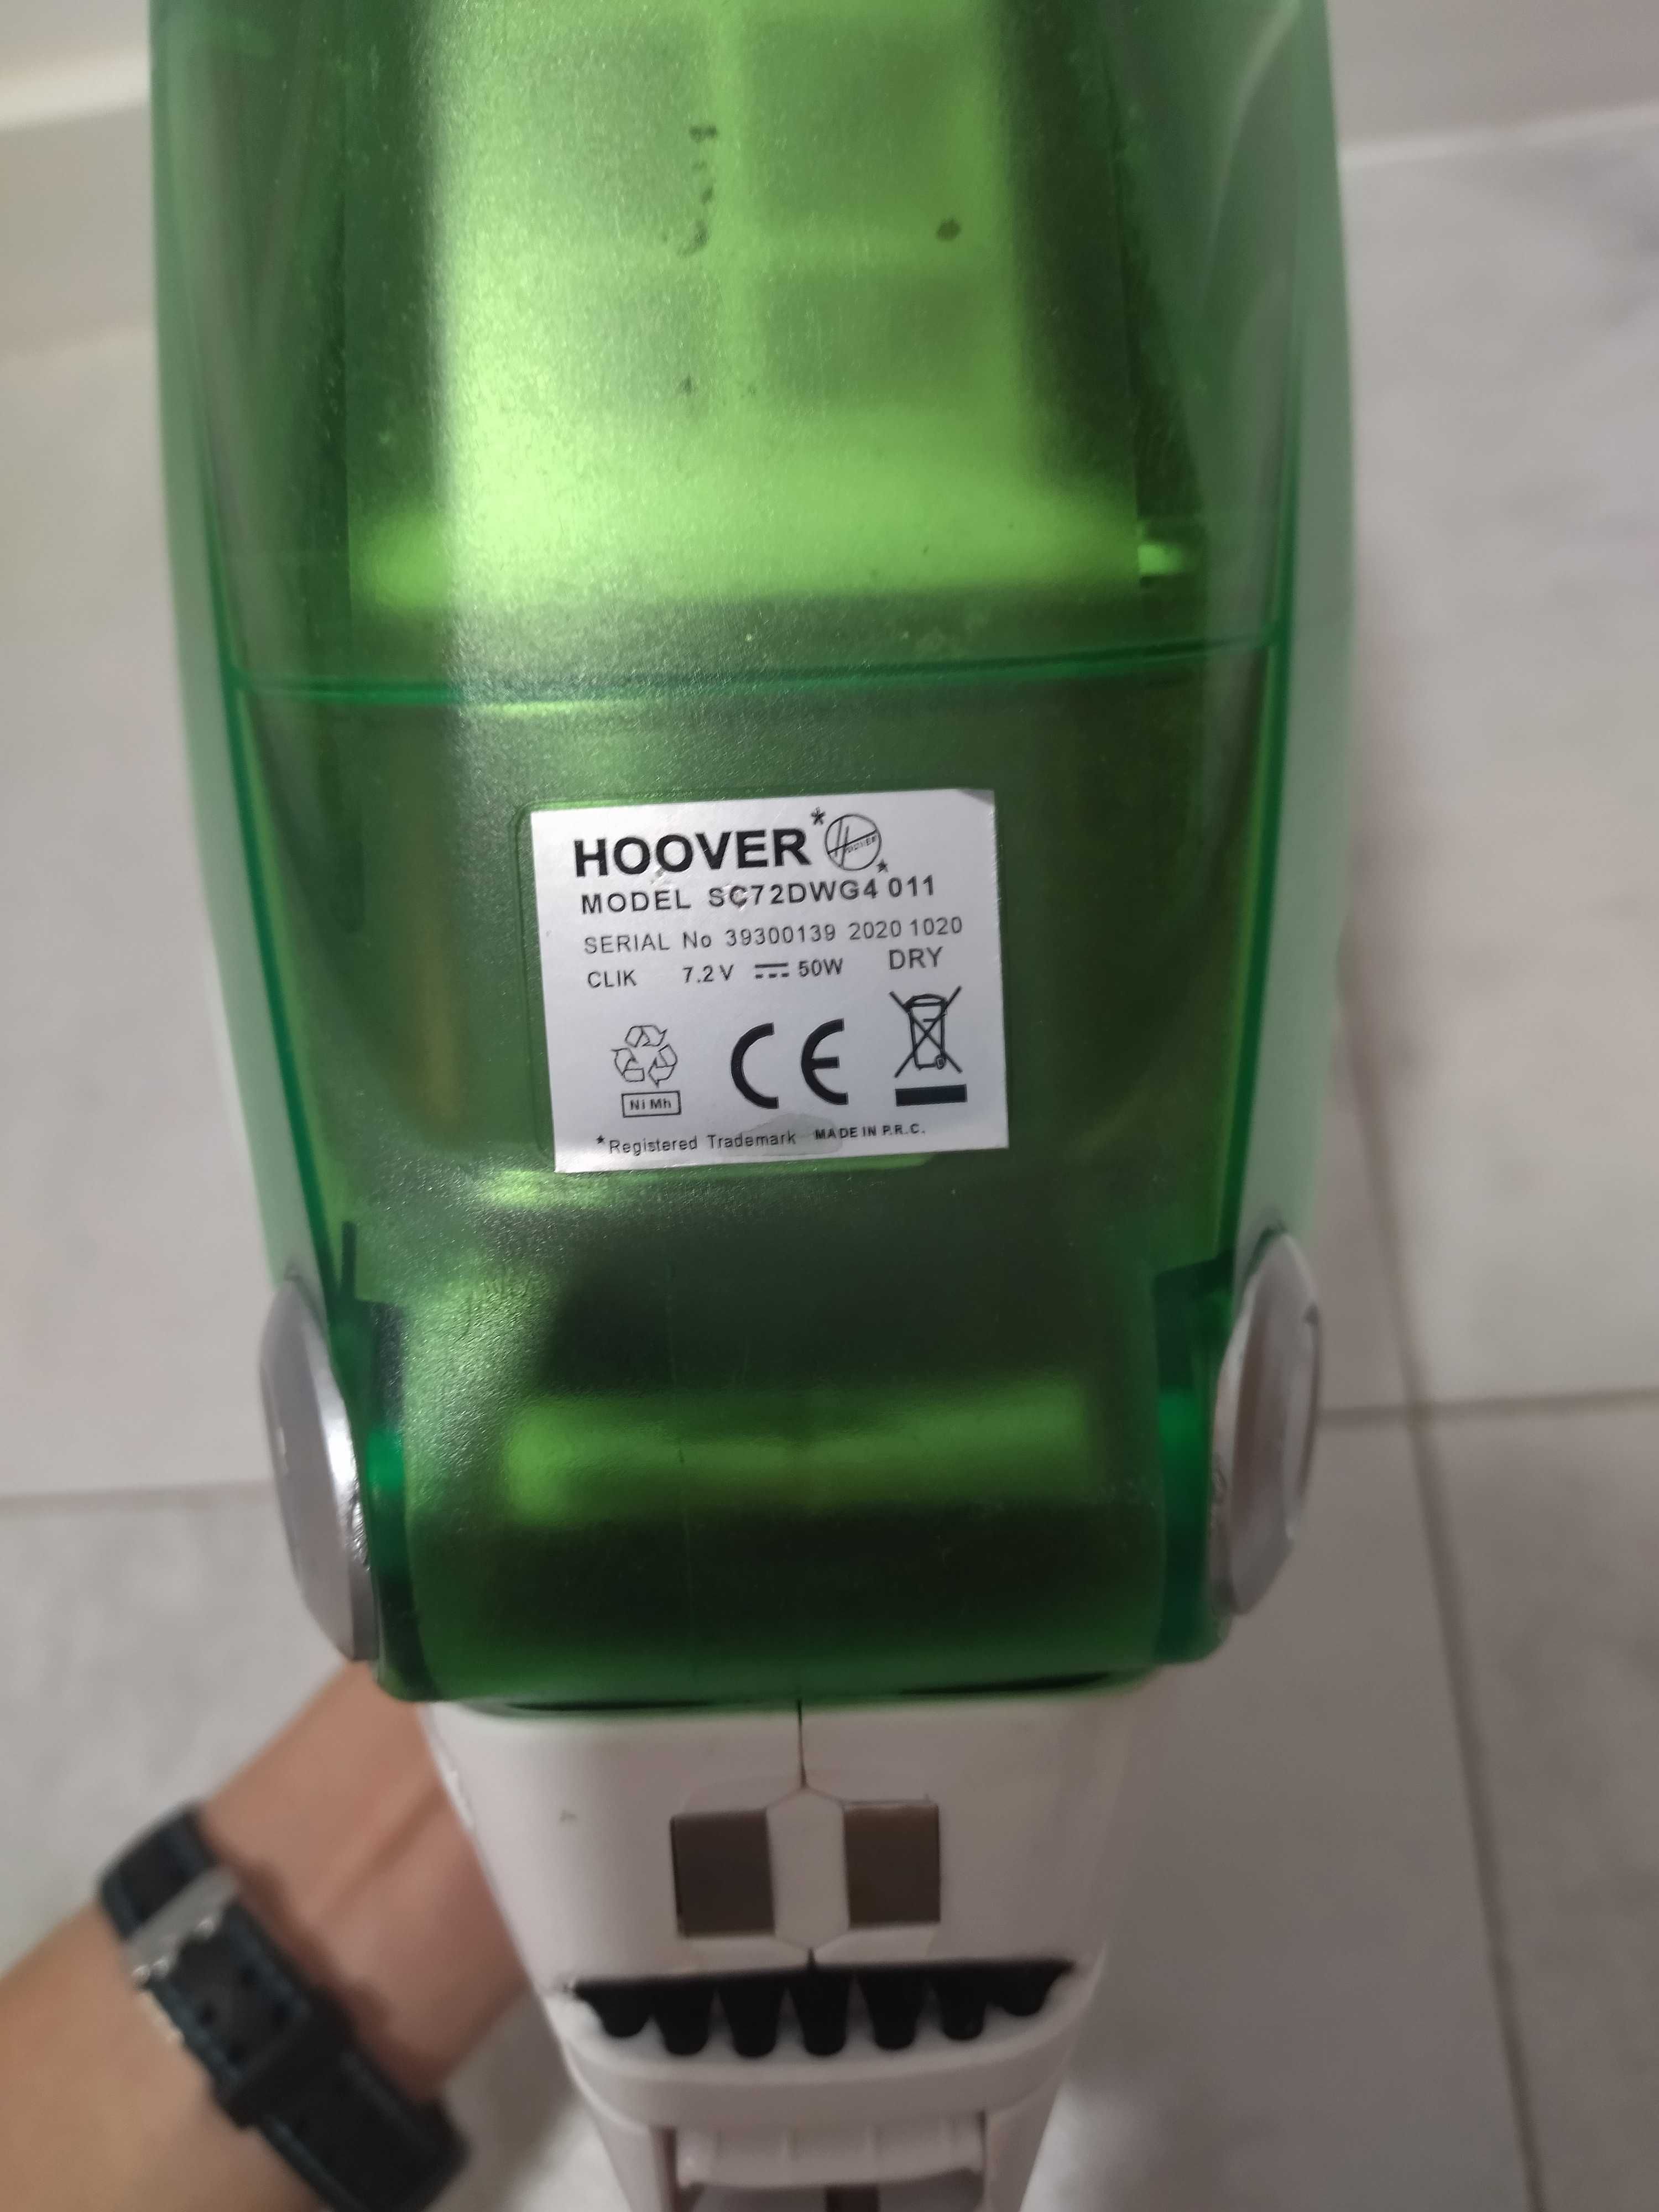 HOOVER* HOOVER*
MODEL SC72DWG4 011
SERIAL No 39300139 2020 1020
CLIK 7.2 V 50W DRY
CE
Ni Mh
*Registered Trademark MADE IN P.R.C.